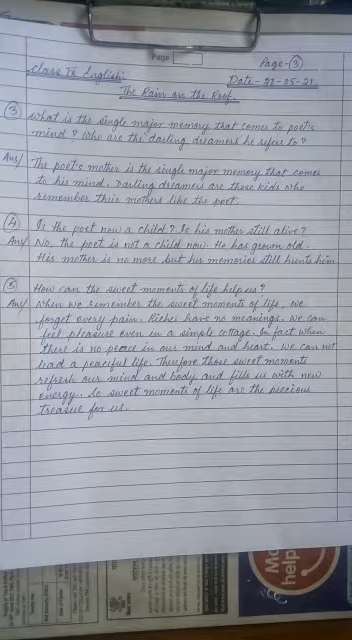 Page
Page-③
Class IX English
Date-21-05-21
The Rain on the Roof
③ What is the single major memory that comes to poet's
mind? Who are the 'darling dreamers' he refers to?
Ans/ The poet's mother is the single major memory that comes
to his mind. Darling dreamers are those kids who
remember their mothers like the poet.
④ Is the poet now a child? Is his mother still alive?
Ans/ No, the poet is not a child now. He has grown old.
His mother is no more but his memories still hunts him
⑤ How can the sweet moments of life help us?
Ans/ When we remember the sweet moments of life, we
forget every pain. Riches have no meanings. We can
feel pleasure even in a simple cottage. In fact when
there is no peace in our mind and heart. We can not
lead a peaceful life. Therefore those sweet moments
refresh our mind and body and fills us with new
energy. So sweet moments of life are the precious
treasue for us.
help